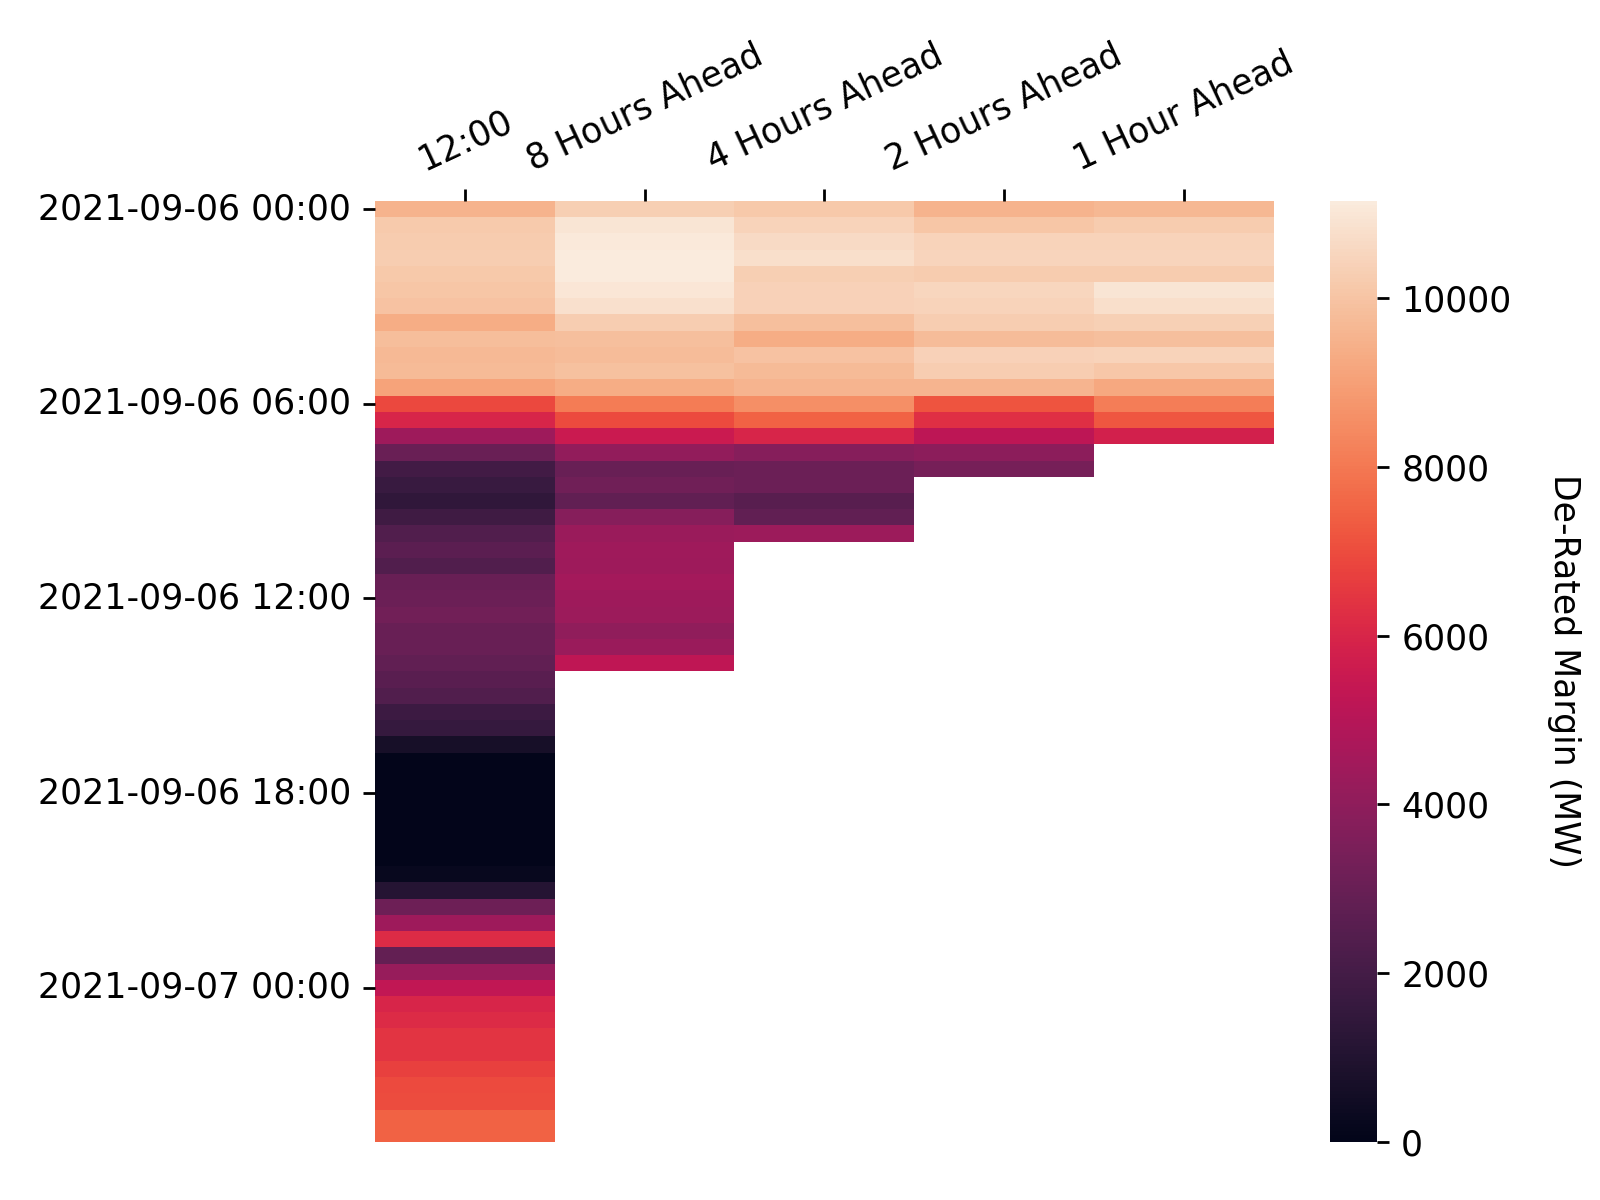 12:00
8 Hours Ahead
4 Hours Ahead
2 Hours Ahead
1 Hour Ahead
2021-09-06 00:00
2021-09-06 06:00
2021-09-06 12:00
2021-09-06 18:00
2021-09-07 00:00
10000
8000
6000
4000
2000
0
De-Rated Margin (MW)